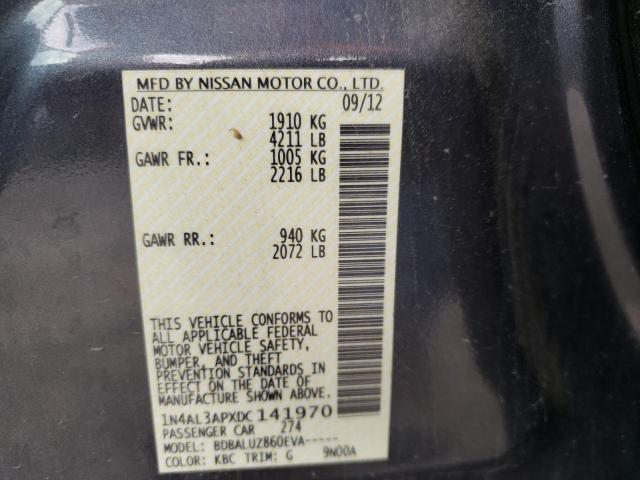 MFD BY NISSAN MOTOR CO., LTD.
DATE: 09/12
GVWR: 1910 KG
4211 LB
GAWR FR.: 1005 KG
2216 LB
GAWR RR.: 940 KG
2072 LB
THIS VEHICLE CONFORMS TO
ALL APPLICABLE FEDERAL
MOTOR VEHICLE SAFETY,
BUMPER, AND THEFT
PREVENTION STANDARDS IN
EFFECT ON THE DATE OF
MANUFACTURE SHOWN ABOVE.
1N4AL3APXDC141970
PASSENGER CAR 274
MODEL: BDBALUZ860EVA-----
COLOR: KBC TRIM: G 9N00A